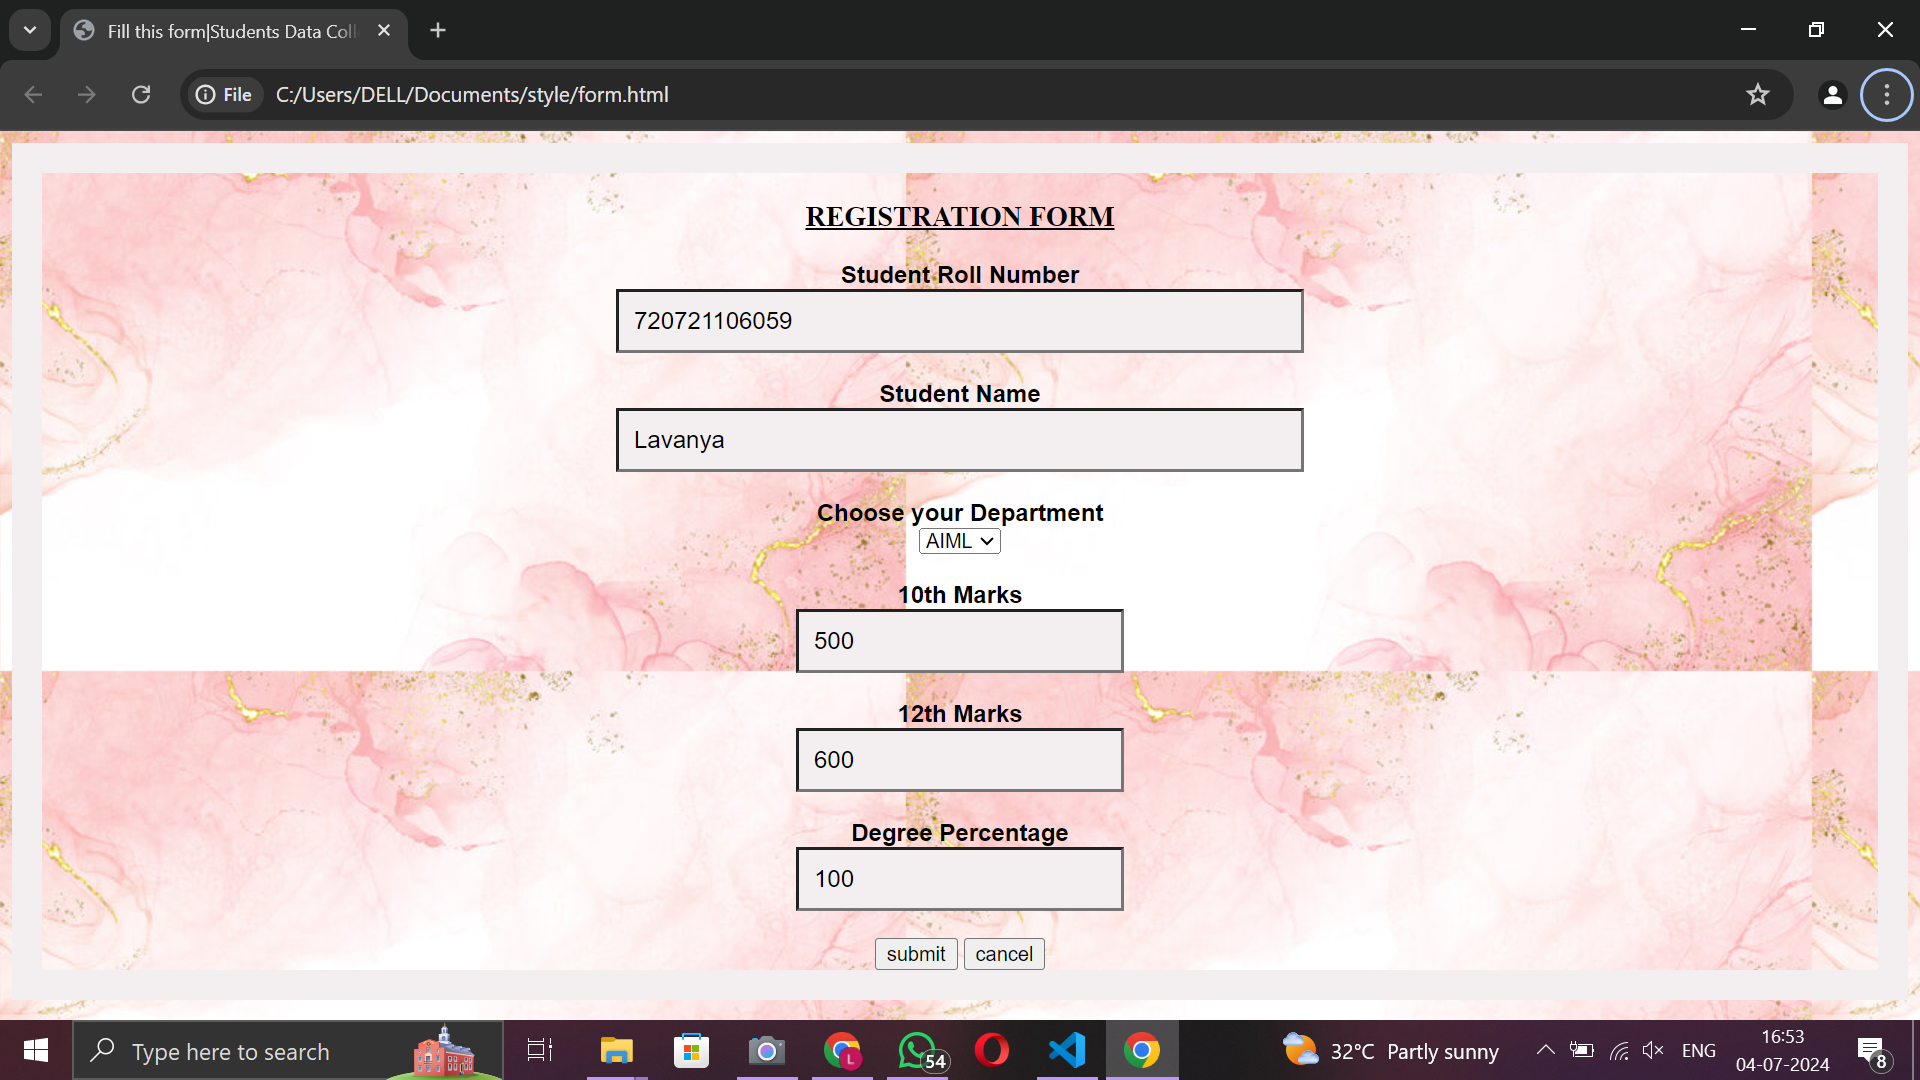 Fill this form|Students Data Coll
File
C:/Users/DELL/Documents/style/form.html
REGISTRATION FORM
Student Roll Number
720721106059
Student Name
Lavanya
Choose your Department
AIML
10th Marks
500
12th Marks
600
Degree Percentage
100
submit cancel
Type here to search
L
54
32°C Partly sunny
ENG
16:53
04-07-2024
8